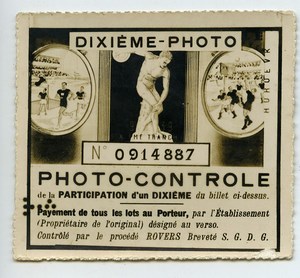 DIXIÈME-PHOTO
N° 0914887
PHOTO-CONTROLE
de la PARTICIPATION d'un DIXIÈME du billet ci-dessus.
Payement de tous les lots au Porteur, par l'Établissement
(Propriétaire de l'original) désigné au verso.
Contrôlé par le procédé ROVERS Breveté S. G. D. G.